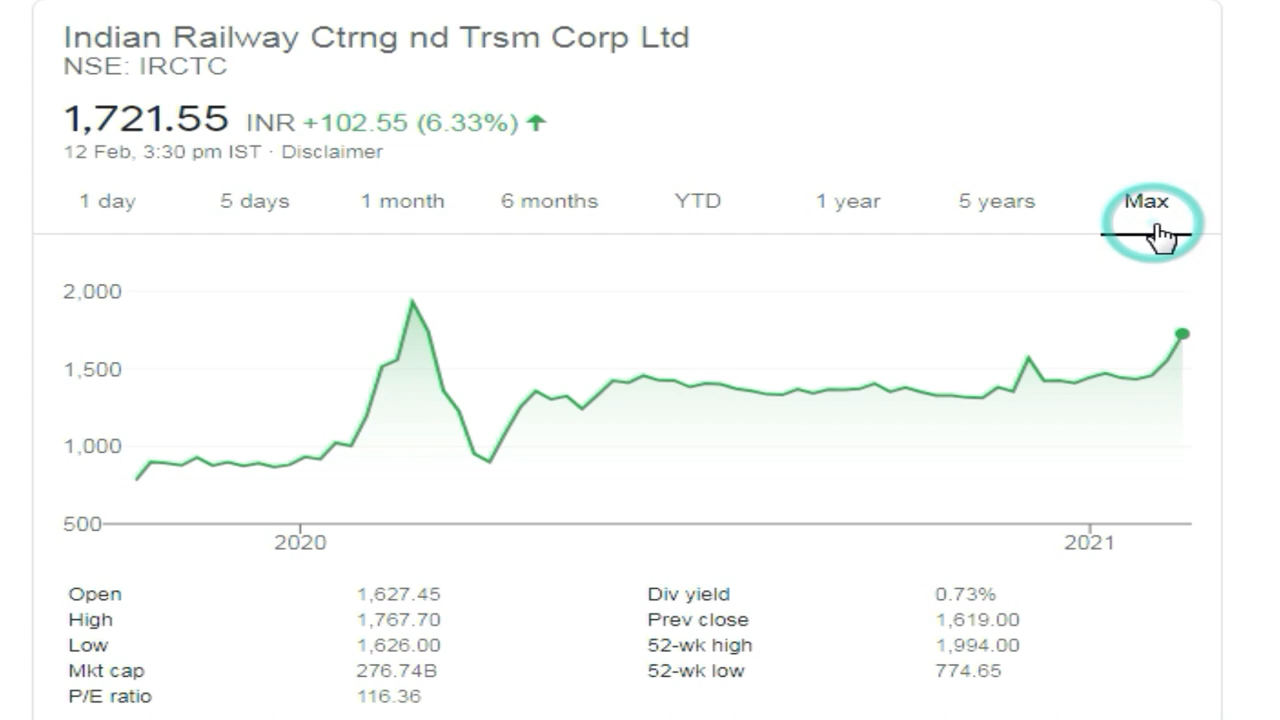 Indian Railway Ctrng nd Trsm Corp Ltd
NSE: IRCTC
1,721.55 INR +102.55 (6.33%)
12 Feb, 3:30 pm IST · Disclaimer
1 day 5 days 1 month 6 months YTD 1 year 5 years Max
2,000
1,500
1,000
500
2020 2021
Open 1,627.45 Div yield 0.73%
High 1,767.70 Prev close 1,619.00
Low 1,626.00 52-wk high 1,994.00
Mkt cap 276.74B 52-wk low 774.65
P/E ratio 116.36